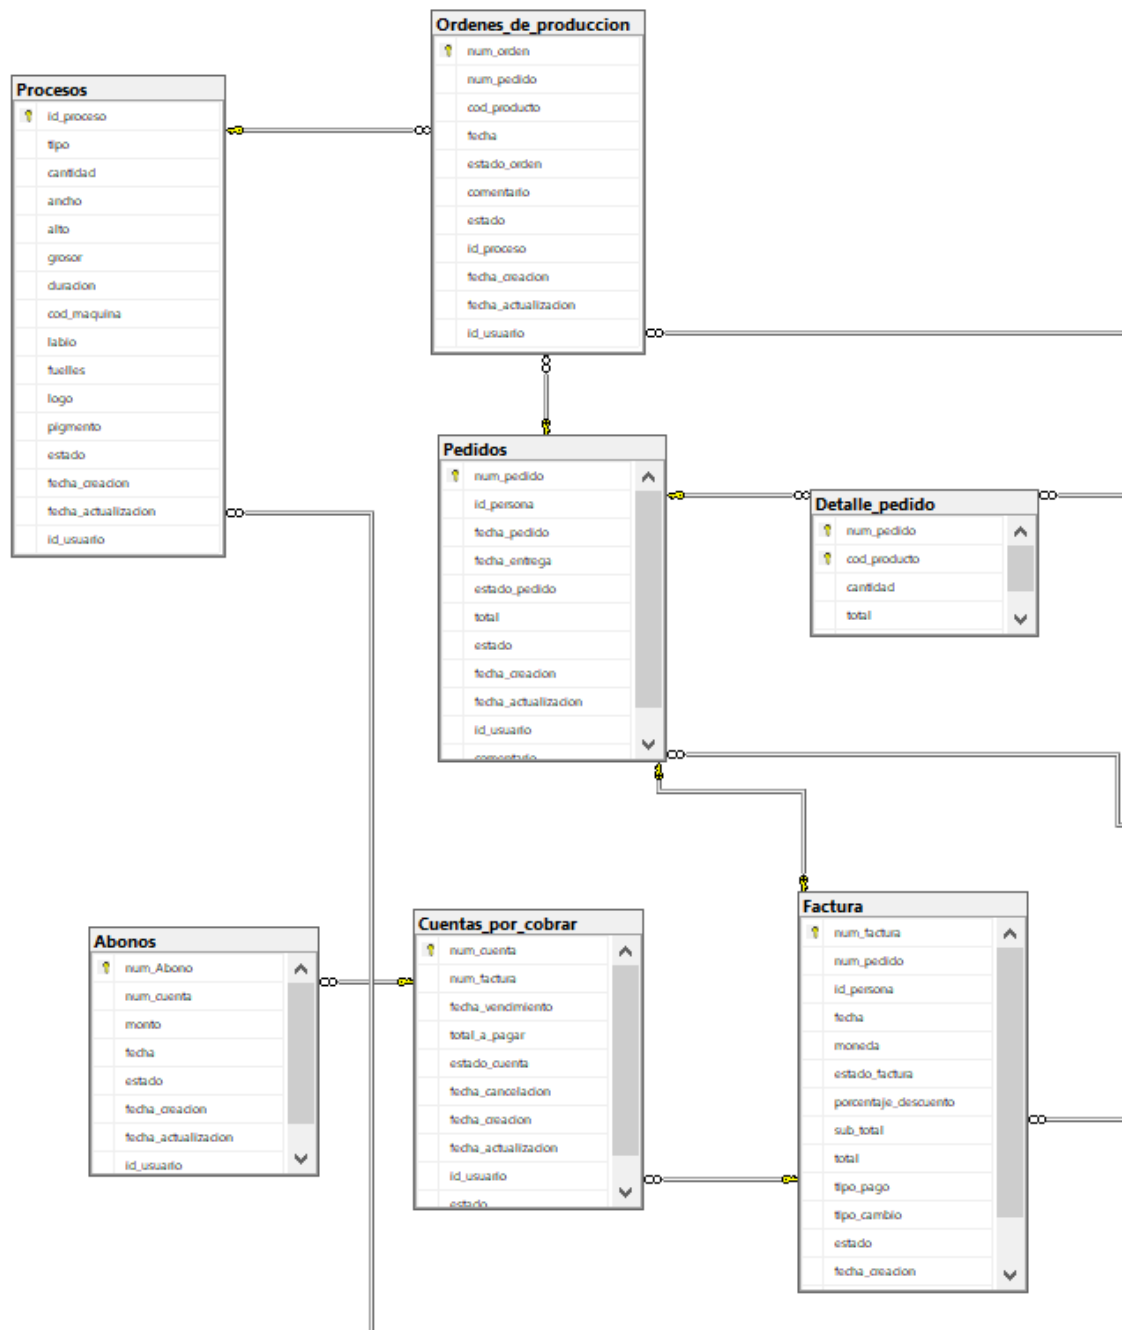 Ordenes_de_produccion
num_orden
num_pedido
cod_producto
fecha
estado_orden
comentario
estado
id_proceso
fecha_creacion
fecha_actualizacion
id_usuario
Procesos
id_proceso
tipo
cantidad
ancho
alto
grosor
duracion
cod_maquina
labio
fuelles
logo
pigmento
estado
fecha_creacion
fecha_actualizacion
id_usuario
Pedidos
num_pedido
id_persona
fecha_pedido
fecha_entrega
estado_pedido
total
estado
fecha_creacion
fecha_actualizacion
id_usuario
comentario
Detalle_pedido
num_pedido
cod_producto
cantidad
total
Abonos
num_Abono
num_cuenta
monto
fecha
estado
fecha_creacion
fecha_actualizacion
id_usuario
Cuentas_por_cobrar
num_cuenta
num_factura
fecha_vencimiento
total_a_pagar
estado_cuenta
fecha_cancelacion
fecha_creacion
fecha_actualizacion
id_usuario
estado
Factura
num_factura
num_pedido
id_persona
fecha
moneda
estado_factura
porcentaje_descuento
sub_total
total
tipo_pago
tipo_cambio
estado
fecha_creacion